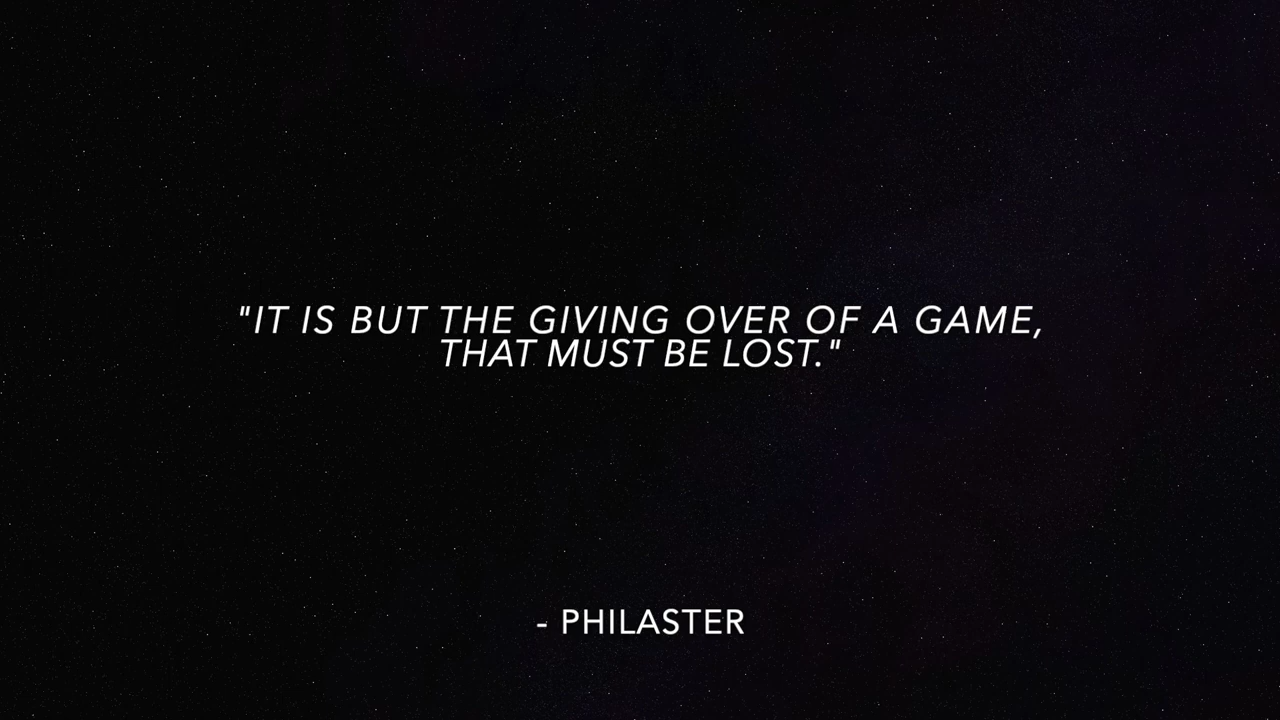 "IT IS BUT THE GIVING OVER OF A GAME,
THAT MUST BE LOST."
- PHILASTER